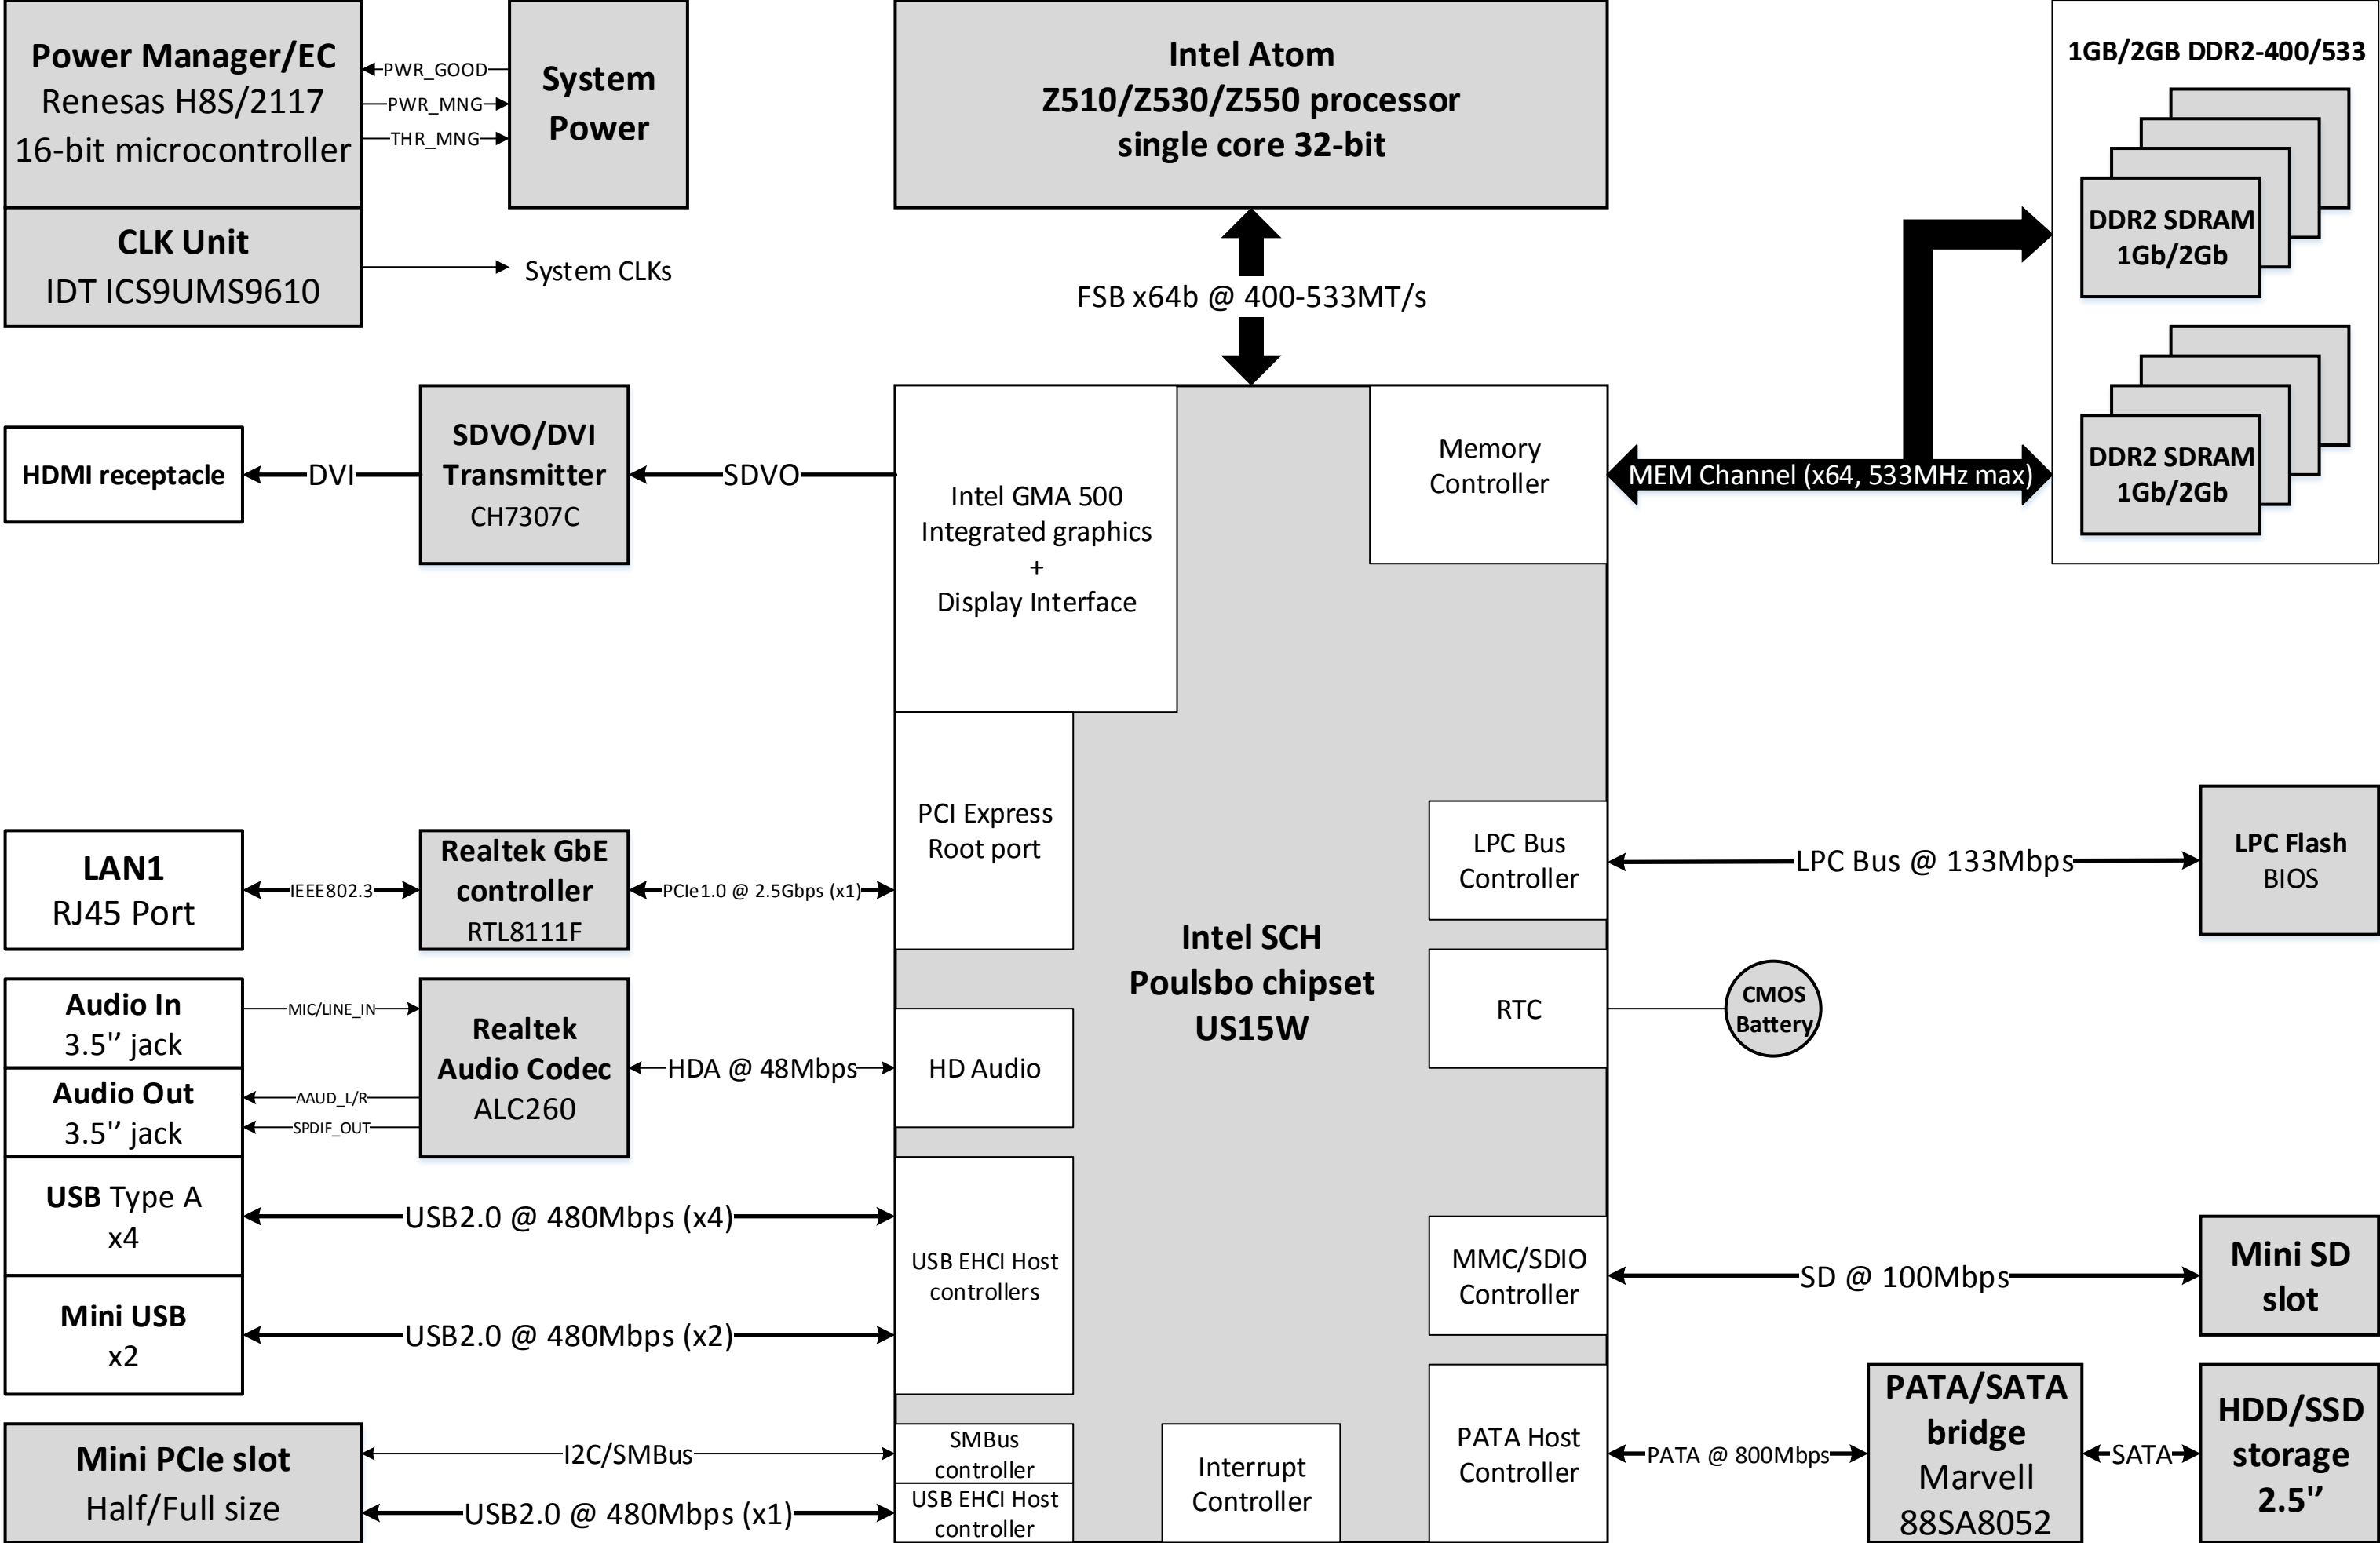 Power Manager/EC
Renesas H8S/2117
16-bit microcontroller
PWR_GOOD
PWR_MNG
THR_MNG
System
Power
CLK Unit
IDT ICS9UMS9610
System CLKs
Intel Atom
Z510/Z530/Z550 processor
single core 32-bit
FSB x64b @ 400-533MT/s
1GB/2GB DDR2-400/533
DDR2 SDRAM
1Gb/2Gb
DDR2 SDRAM
1Gb/2Gb
MEM Channel (x64, 533MHz max)
HDMI receptacle
DVI
SDVO/DVI
Transmitter
CH7307C
SDVO
Intel GMA 500
Integrated graphics
+
Display Interface
Memory
Controller
PCI Express
Root port
LAN1
RJ45 Port
IEEE802.3
Realtek GbE
controller
RTL8111F
PCIe1.0 @ 2.5Gbps (x1)
LPC Bus
Controller
LPC Bus @ 133Mbps
LPC Flash
BIOS
Intel SCH
Poulsbo chipset
US15W
RTC
CMOS
Battery
Audio In
3.5'' jack
MIC/LINE_IN
Audio Out
3.5'' jack
AAUD_L/R
SPDIF_OUT
Realtek
Audio Codec
ALC260
HDA @ 48Mbps
HD Audio
USB Type A
x4
USB2.0 @ 480Mbps (x4)
USB EHCI Host
controllers
Mini USB
x2
USB2.0 @ 480Mbps (x2)
MMC/SDIO
Controller
SD @ 100Mbps
Mini SD
slot
Mini PCIe slot
Half/Full size
I2C/SMBus
SMBus
controller
USB2.0 @ 480Mbps (x1)
USB EHCI Host
controller
Interrupt
Controller
PATA Host
Controller
PATA @ 800Mbps
PATA/SATA
bridge
Marvell
88SA8052
SATA
HDD/SSD
storage
2.5''